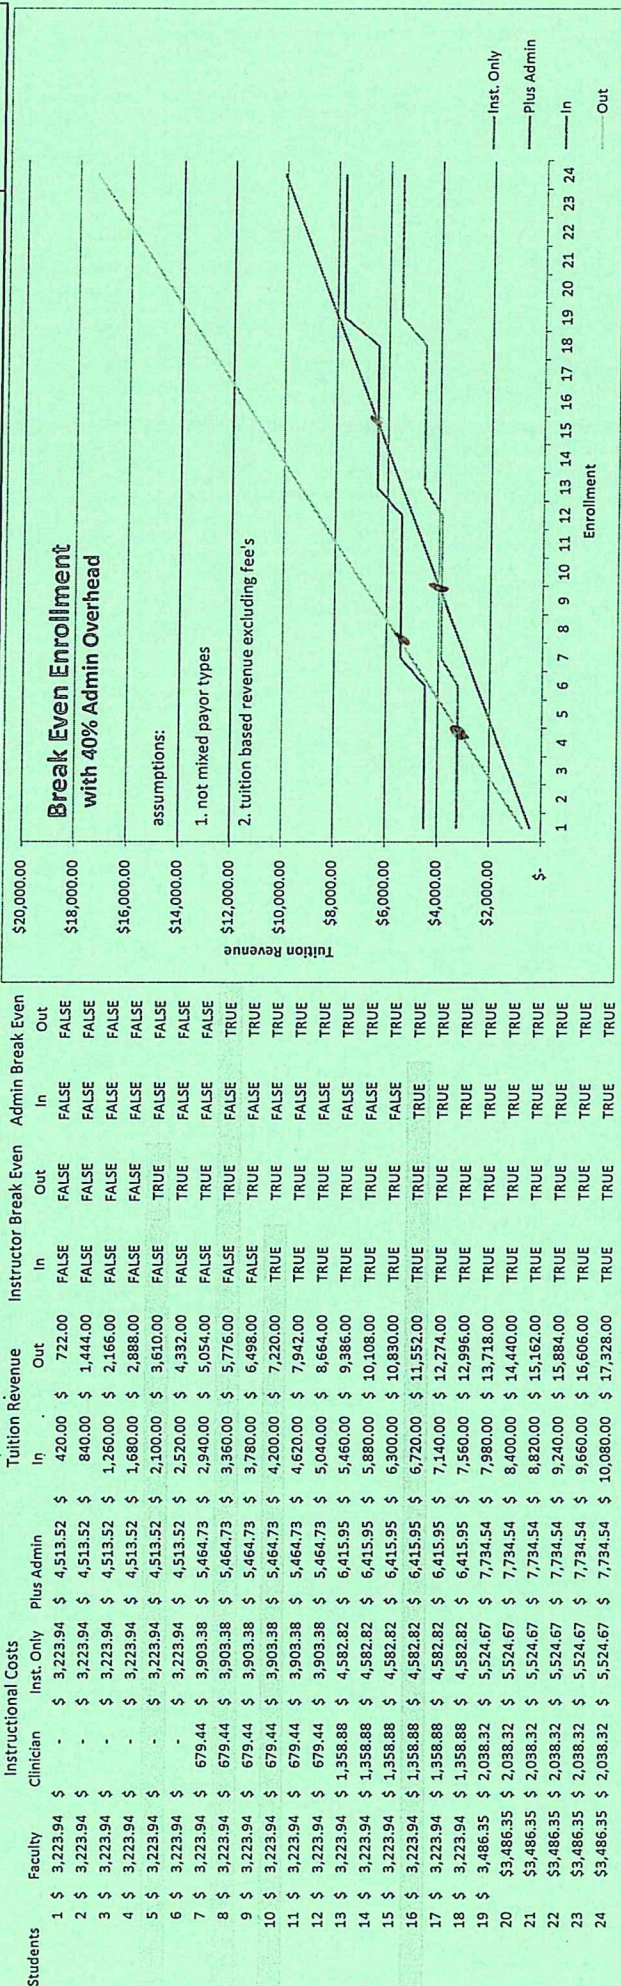 Instructional Costs Tuition Revenue Instructor Break Even Admin Break Even
Students Faculty Clinician Inst. Only Plus Admin In . Out In Out In Out
1 $ 3,223.94 $ - $ 3,223.94 $ 4,513.52 $ 420.00 $ 722.00 FALSE FALSE FALSE FALSE
2 $ 3,223.94 $ - $ 3,223.94 $ 4,513.52 $ 840.00 $ 1,444.00 FALSE FALSE FALSE FALSE
3 $ 3,223.94 $ - $ 3,223.94 $ 4,513.52 $ 1,260.00 $ 2,166.00 FALSE FALSE FALSE FALSE
4 $ 3,223.94 $ - $ 3,223.94 $ 4,513.52 $ 1,680.00 $ 2,888.00 FALSE FALSE FALSE FALSE
5 $ 3,223.94 $ - $ 3,223.94 $ 4,513.52 $ 2,100.00 $ 3,610.00 FALSE TRUE FALSE FALSE
6 $ 3,223.94 $ - $ 3,223.94 $ 4,513.52 $ 2,520.00 $ 4,332.00 FALSE TRUE FALSE FALSE
7 $ 3,223.94 $ 679.44 $ 3,903.38 $ 5,464.73 $ 2,940.00 $ 5,054.00 FALSE TRUE FALSE FALSE
8 $ 3,223.94 $ 679.44 $ 3,903.38 $ 5,464.73 $ 3,360.00 $ 5,776.00 FALSE TRUE FALSE TRUE
9 $ 3,223.94 $ 679.44 $ 3,903.38 $ 5,464.73 $ 3,780.00 $ 6,498.00 FALSE TRUE FALSE TRUE
10 $ 3,223.94 $ 679.44 $ 3,903.38 $ 5,464.73 $ 4,200.00 $ 7,220.00 TRUE TRUE FALSE TRUE
11 $ 3,223.94 $ 679.44 $ 3,903.38 $ 5,464.73 $ 4,620.00 $ 7,942.00 TRUE TRUE FALSE TRUE
12 $ 3,223.94 $ 679.44 $ 3,903.38 $ 5,464.73 $ 5,040.00 $ 8,664.00 TRUE TRUE FALSE TRUE
13 $ 3,223.94 $ 1,358.88 $ 4,582.82 $ 6,415.95 $ 5,460.00 $ 9,386.00 TRUE TRUE FALSE TRUE
14 $ 3,223.94 $ 1,358.88 $ 4,582.82 $ 6,415.95 $ 5,880.00 $ 10,108.00 TRUE TRUE FALSE TRUE
15 $ 3,223.94 $ 1,358.88 $ 4,582.82 $ 6,415.95 $ 6,300.00 $ 10,830.00 TRUE TRUE FALSE TRUE
16 $ 3,223.94 $ 1,358.88 $ 4,582.82 $ 6,415.95 $ 6,720.00 $ 11,552.00 TRUE TRUE TRUE TRUE
17 $ 3,223.94 $ 1,358.88 $ 4,582.82 $ 6,415.95 $ 7,140.00 $ 12,274.00 TRUE TRUE TRUE TRUE
18 $ 3,223.94 $ 1,358.88 $ 4,582.82 $ 6,415.95 $ 7,560.00 $ 12,996.00 TRUE TRUE TRUE TRUE
19 $ 3,486.35 $ 2,038.32 $ 5,524.67 $ 7,734.54 $ 7,980.00 $ 13,718.00 TRUE TRUE TRUE TRUE
20 $3,486.35 $ 2,038.32 $ 5,524.67 $ 7,734.54 $ 8,400.00 $ 14,440.00 TRUE TRUE TRUE TRUE
21 $3,486.35 $ 2,038.32 $ 5,524.67 $ 7,734.54 $ 8,820.00 $ 15,162.00 TRUE TRUE TRUE TRUE
22 $3,486.35 $ 2,038.32 $ 5,524.67 $ 7,734.54 $ 9,240.00 $ 15,884.00 TRUE TRUE TRUE TRUE
23 $3,486.35 $ 2,038.32 $ 5,524.67 $ 7,734.54 $ 9,660.00 $ 16,606.00 TRUE TRUE TRUE TRUE
24 $3,486.35 $ 2,038.32 $ 5,524.67 $ 7,734.54 $ 10,080.00 $ 17,328.00 TRUE TRUE TRUE TRUE
Break Even Enrollment
with 40% Admin Overhead
assumptions:
1. not mixed payor types
2. tuition based revenue excluding fee's
Tuition Revenue
$20,000.00
$18,000.00
$16,000.00
$14,000.00
$12,000.00
$10,000.00
$8,000.00
$6,000.00
$4,000.00
$2,000.00
$-
1 2 3 4 5 6 7 8 9 10 11 12 13 14 15 16 17 18 19 20 21 22 23 24
Enrollment
Inst. Only
Plus Admin
In
Out